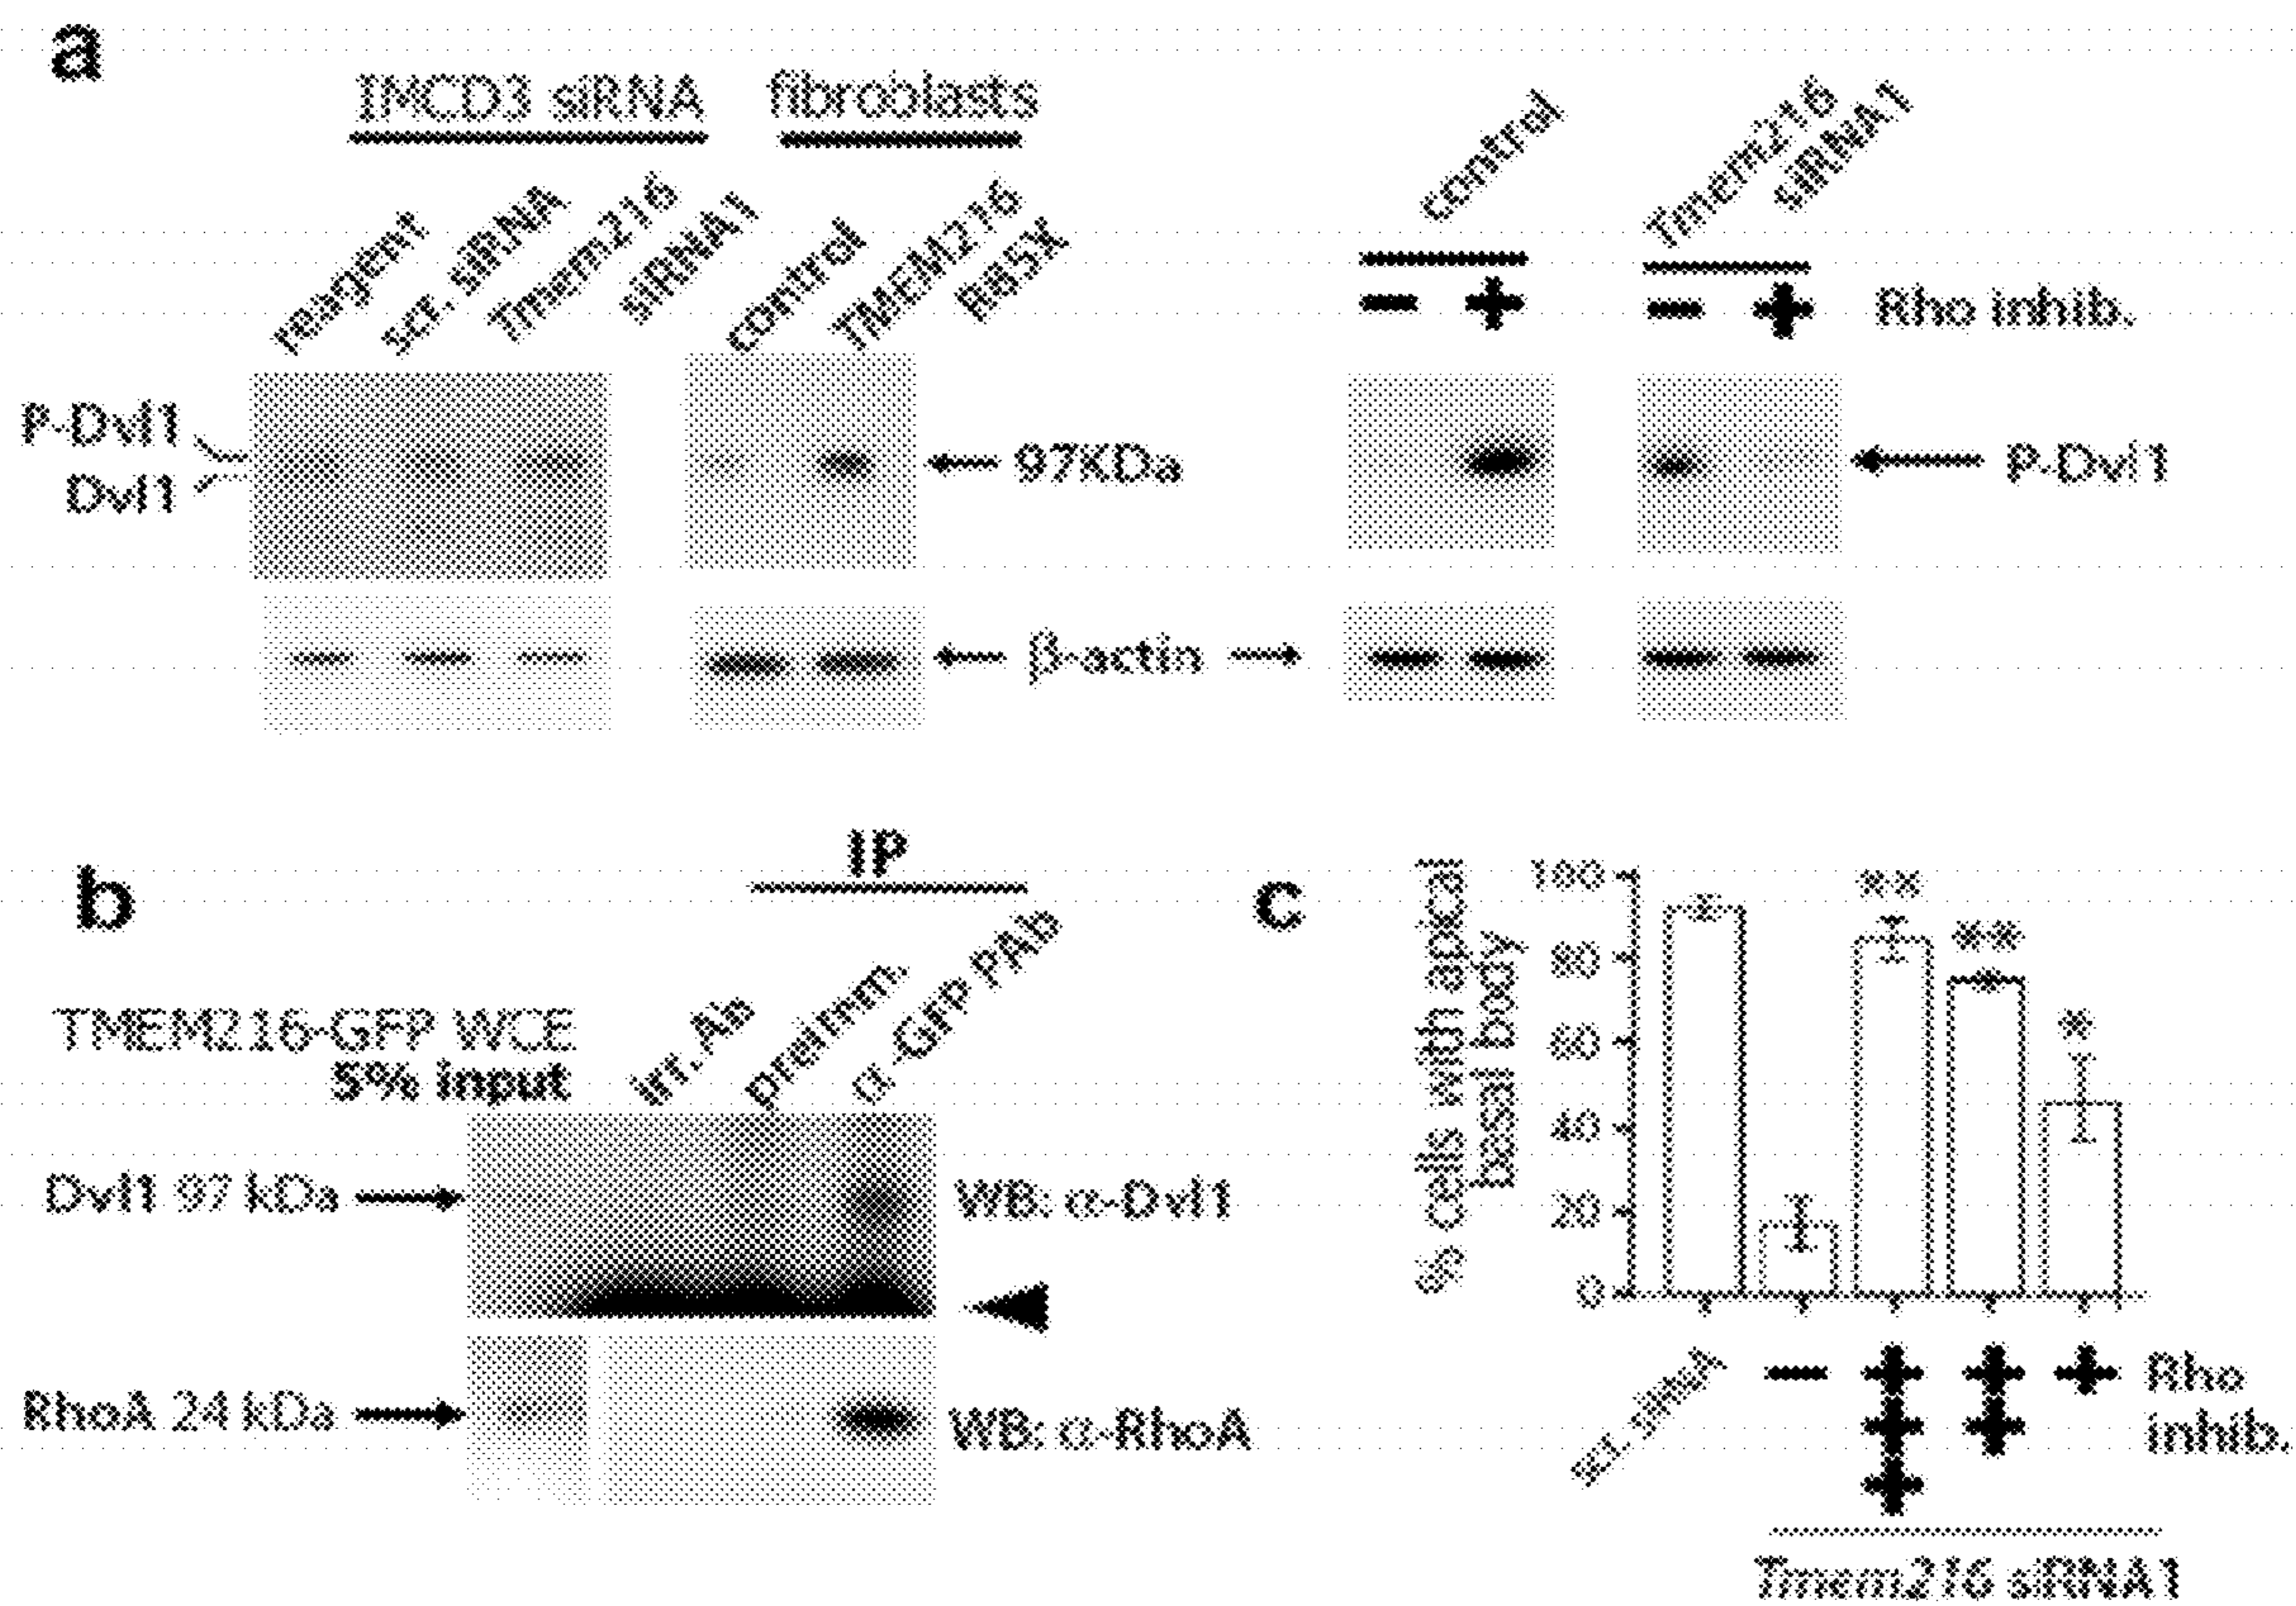 a
IMCD3 siRNA
fibroblasts
reagent
scr. siRNA
Tmem216
siRNA1
control
TMEM216
R85X
control
Tmem216
siRNA1
− + − + Rho inhib.
P-Dvl1
Dvl1
97KDa
P-Dvl1
β-actin
b
IP
TMEM216-GFP WCE
5% input
irr.Ab
preimm.
α-GFP PAb
Dvl1 97 kDa
WB: α-Dvl1
RhoA 24 kDa
WB: α-RhoA
c
% cells with apical
basal body
100
80
60
40
20
0
**
**
*
scr. siRNA
− + + + Rho
+ + inhib.
+
Tmem216 siRNA1